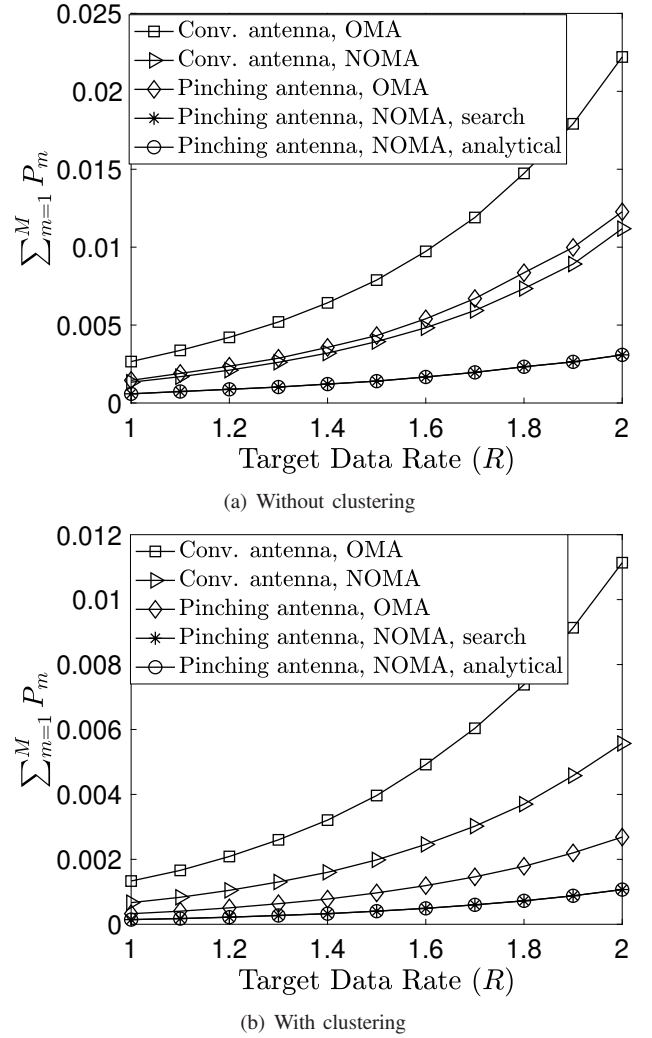 0.025
0.02
0.015
0.01
0.005
0
∑_{m=1}^{M} P_m
Conv. antenna, OMA
Conv. antenna, NOMA
Pinching antenna, OMA
Pinching antenna, NOMA, search
Pinching antenna, NOMA, analytical
1 1.2 1.4 1.6 1.8 2
Target Data Rate (R)
(a) Without clustering
0.012
0.01
0.008
0.006
0.004
0.002
0
∑_{m=1}^{M} P_m
Conv. antenna, OMA
Conv. antenna, NOMA
Pinching antenna, OMA
Pinching antenna, NOMA, search
Pinching antenna, NOMA, analytical
1 1.2 1.4 1.6 1.8 2
Target Data Rate (R)
(b) With clustering